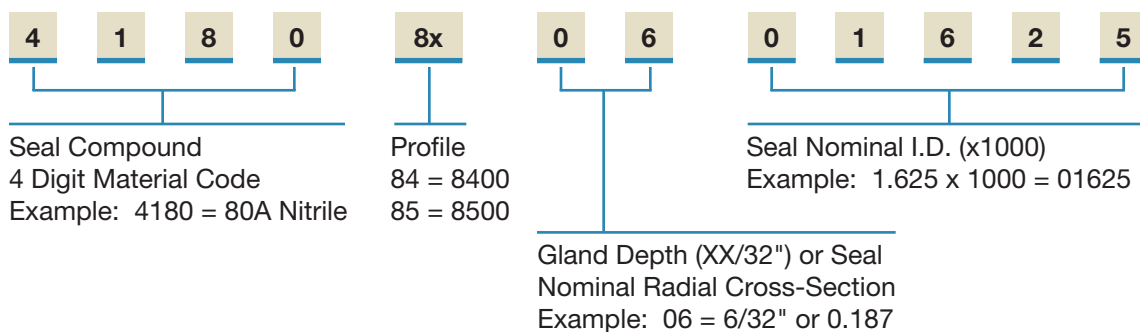 4 1 8 0 8x 0 6 0 1 6 2 5
Seal Compound
4 Digit Material Code
Example: 4180 = 80A Nitrile
Profile
84 = 8400
85 = 8500
Seal Nominal I.D. (x1000)
Example: 1.625 x 1000 = 01625
Gland Depth (XX/32") or Seal
Nominal Radial Cross-Section
Example: 06 = 6/32" or 0.187